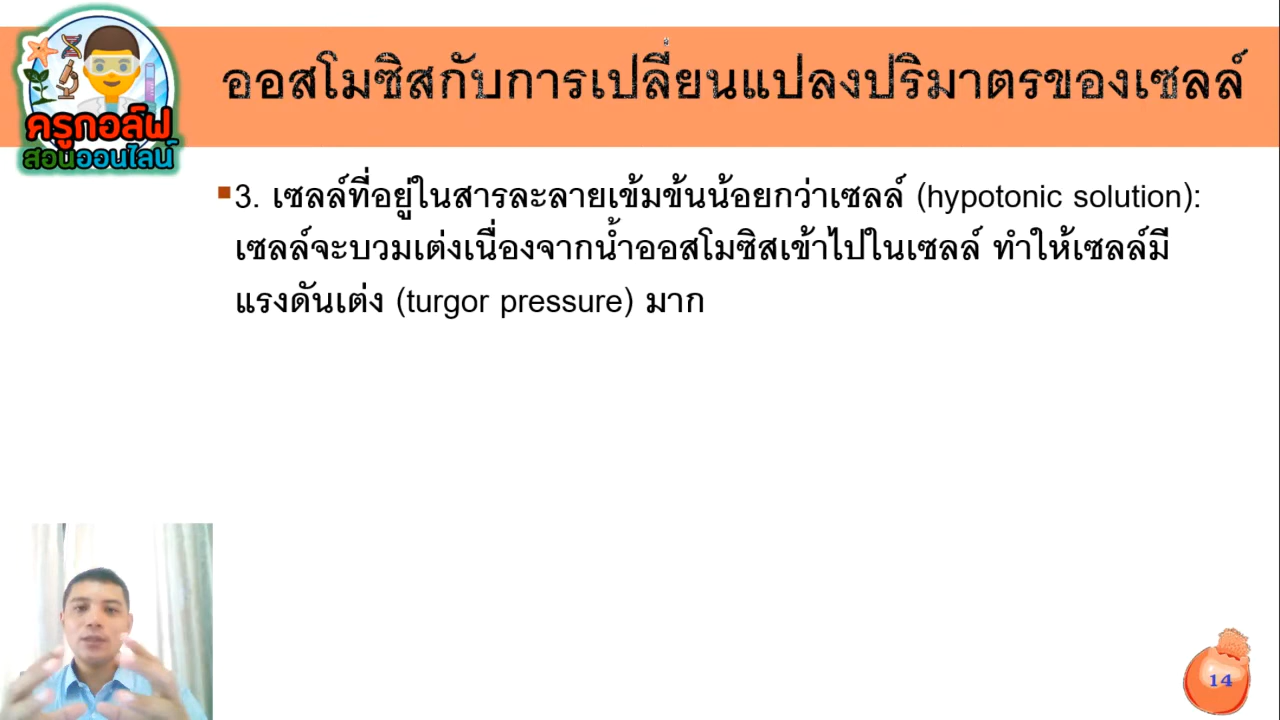 ออสโมซิสกับการเปลี่ยนแปลงปริมาตรของเซลล์
ครูกอล์ฟ
สอนออนไลน์
3. เซลล์ที่อยู่ในสารละลายเข้มข้นน้อยกว่าเซลล์ (hypotonic solution):
เซลล์จะบวมเต่งเนื่องจากน้ำออสโมซิสเข้าไปในเซลล์ ทำให้เซลล์มี
แรงดันเต่ง (turgor pressure) มาก
14